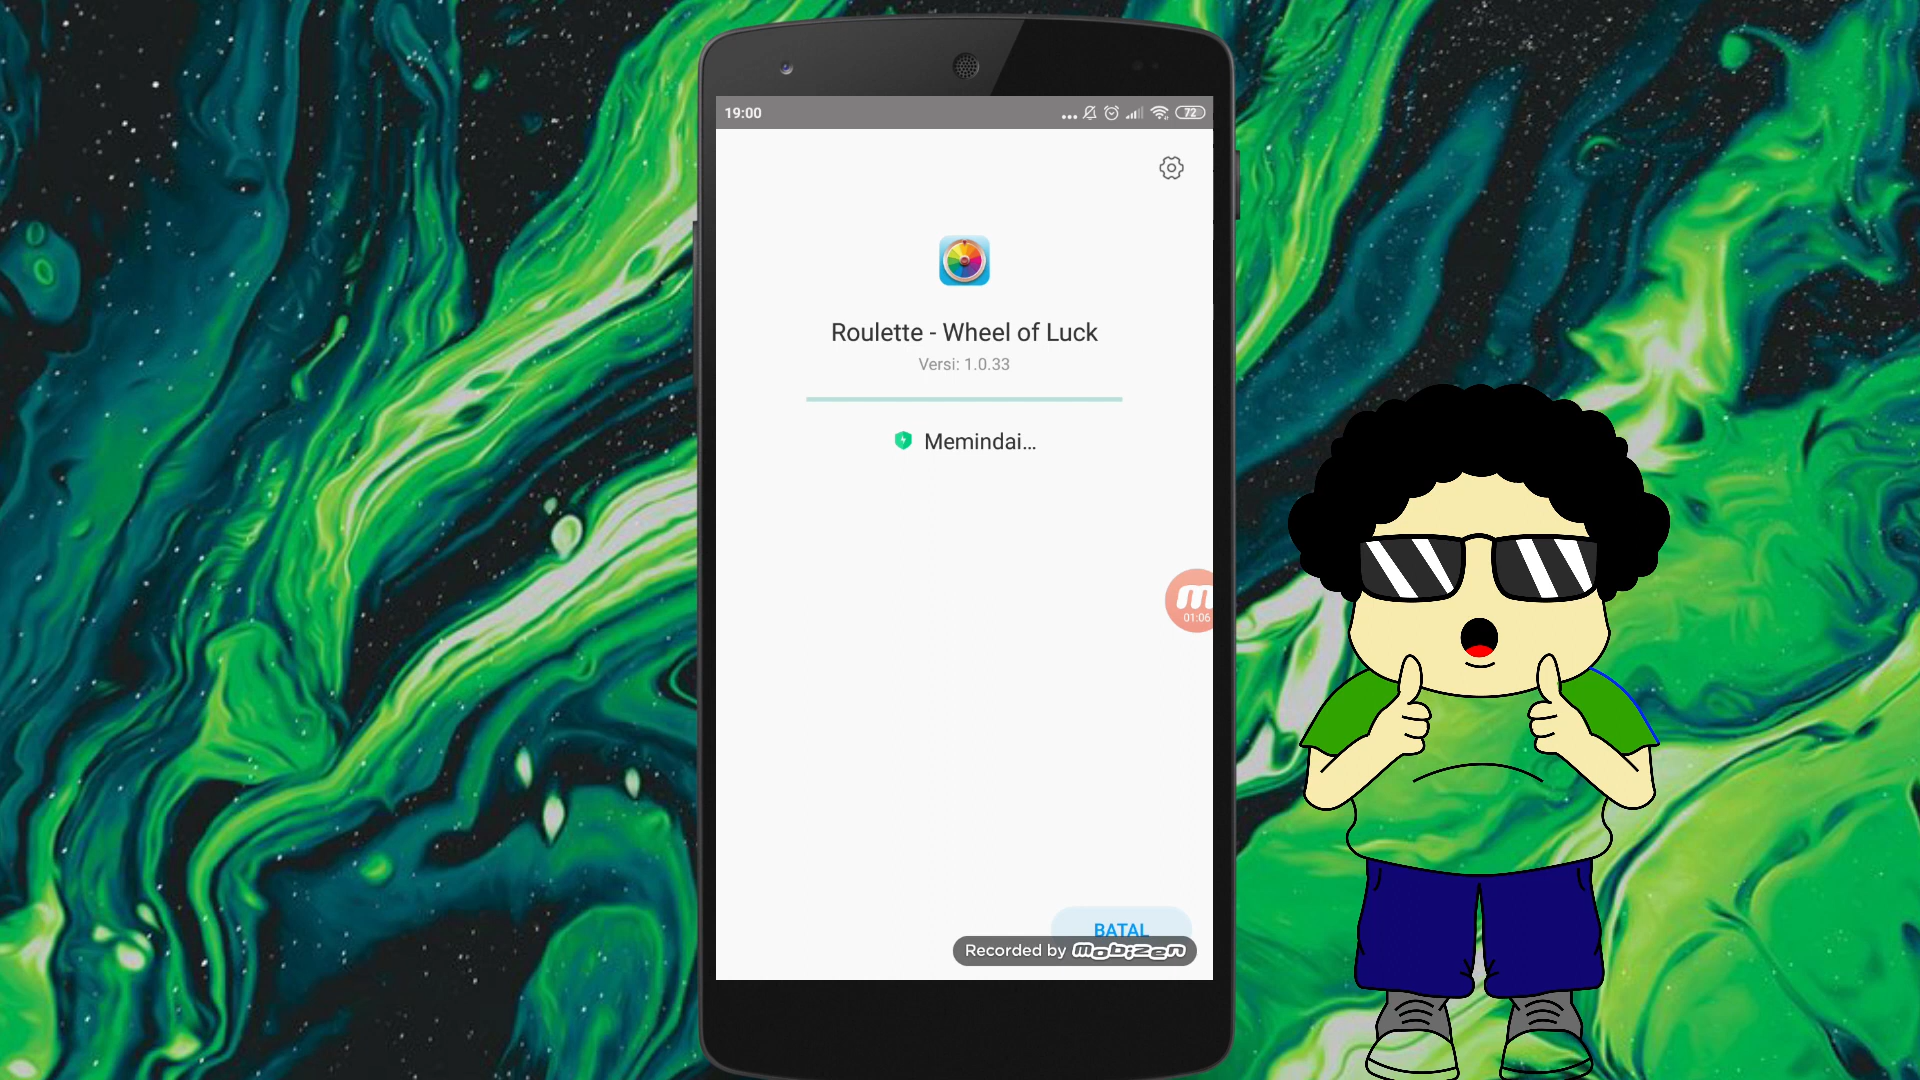 19:00
72
Roulette - Wheel of Luck
Versi: 1.0.33
Memindai...
01:06
BATAL
Recorded by mobizen